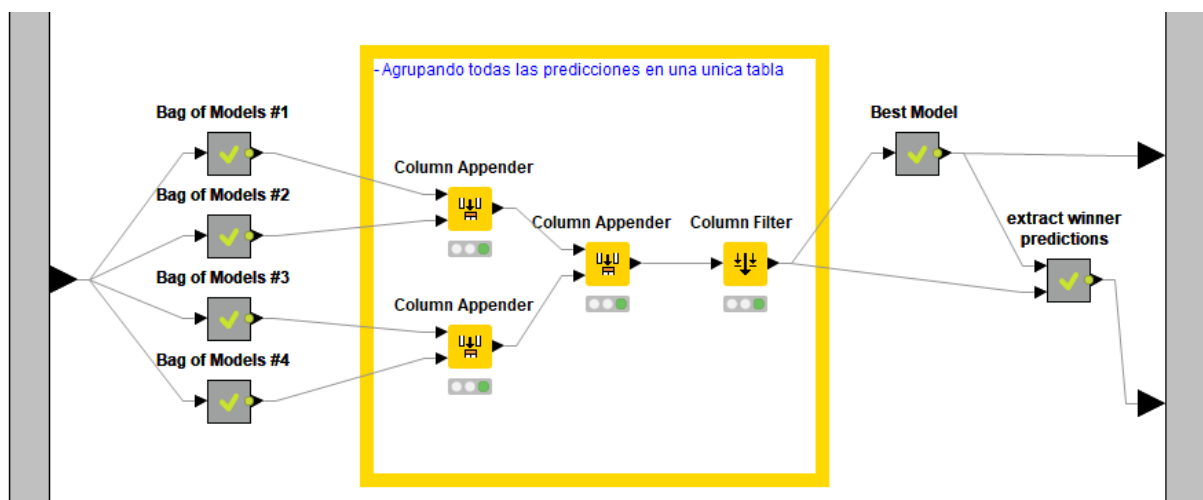 - Agrupando todas las predicciones en una unica tabla
Bag of Models #1
Best Model
Column Appender
Bag of Models #2
Column Appender
Column Filter
extract winner
predictions
Bag of Models #3
Column Appender
Bag of Models #4